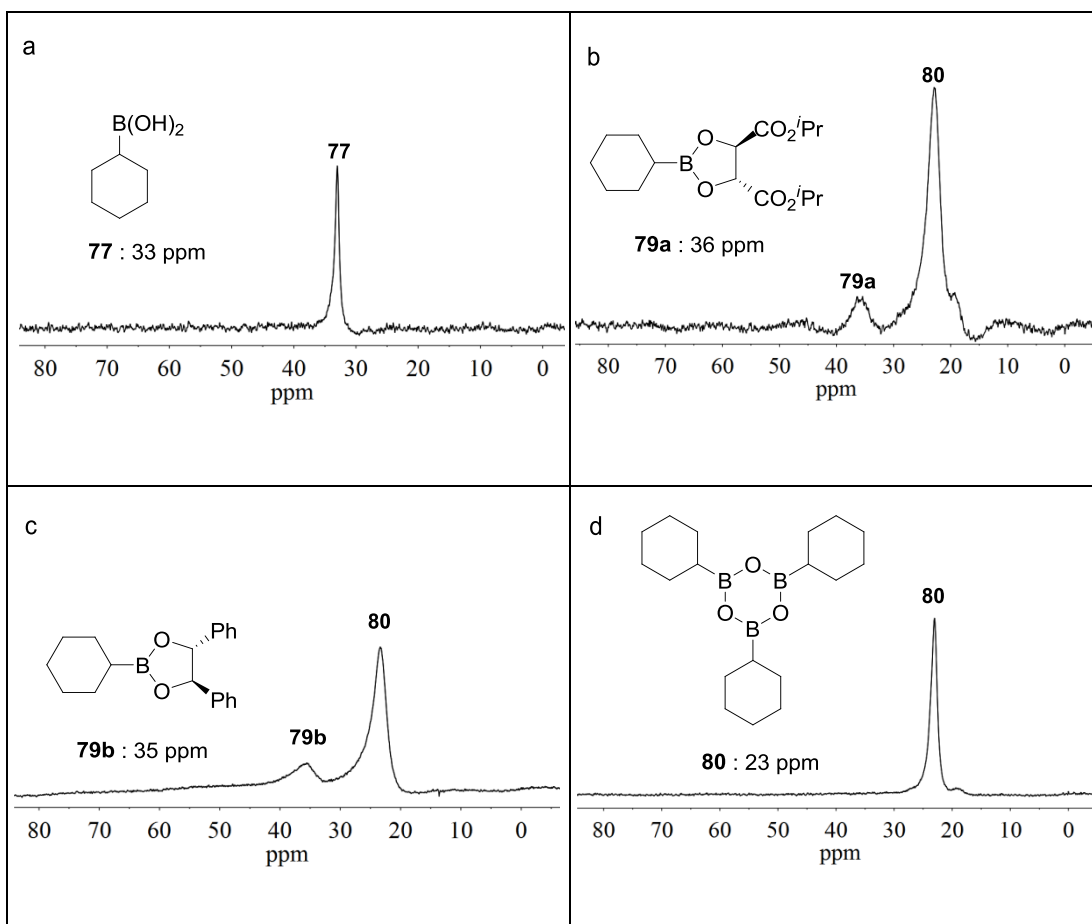 a
B(OH)2
77
77 : 33 ppm
80 70 60 50 40 30 20 10 0
ppm
b
80
O
CO2iPr
B
O
CO2iPr
79a : 36 ppm
79a
80 70 60 50 40 30 20 10 0
ppm
c
80
Ph
O
B
O
Ph
79b : 35 ppm
79b
80 70 60 50 40 30 20 10 0
ppm
d
O
B B
O O
B
80
80 : 23 ppm
80 70 60 50 40 30 20 10 0
ppm